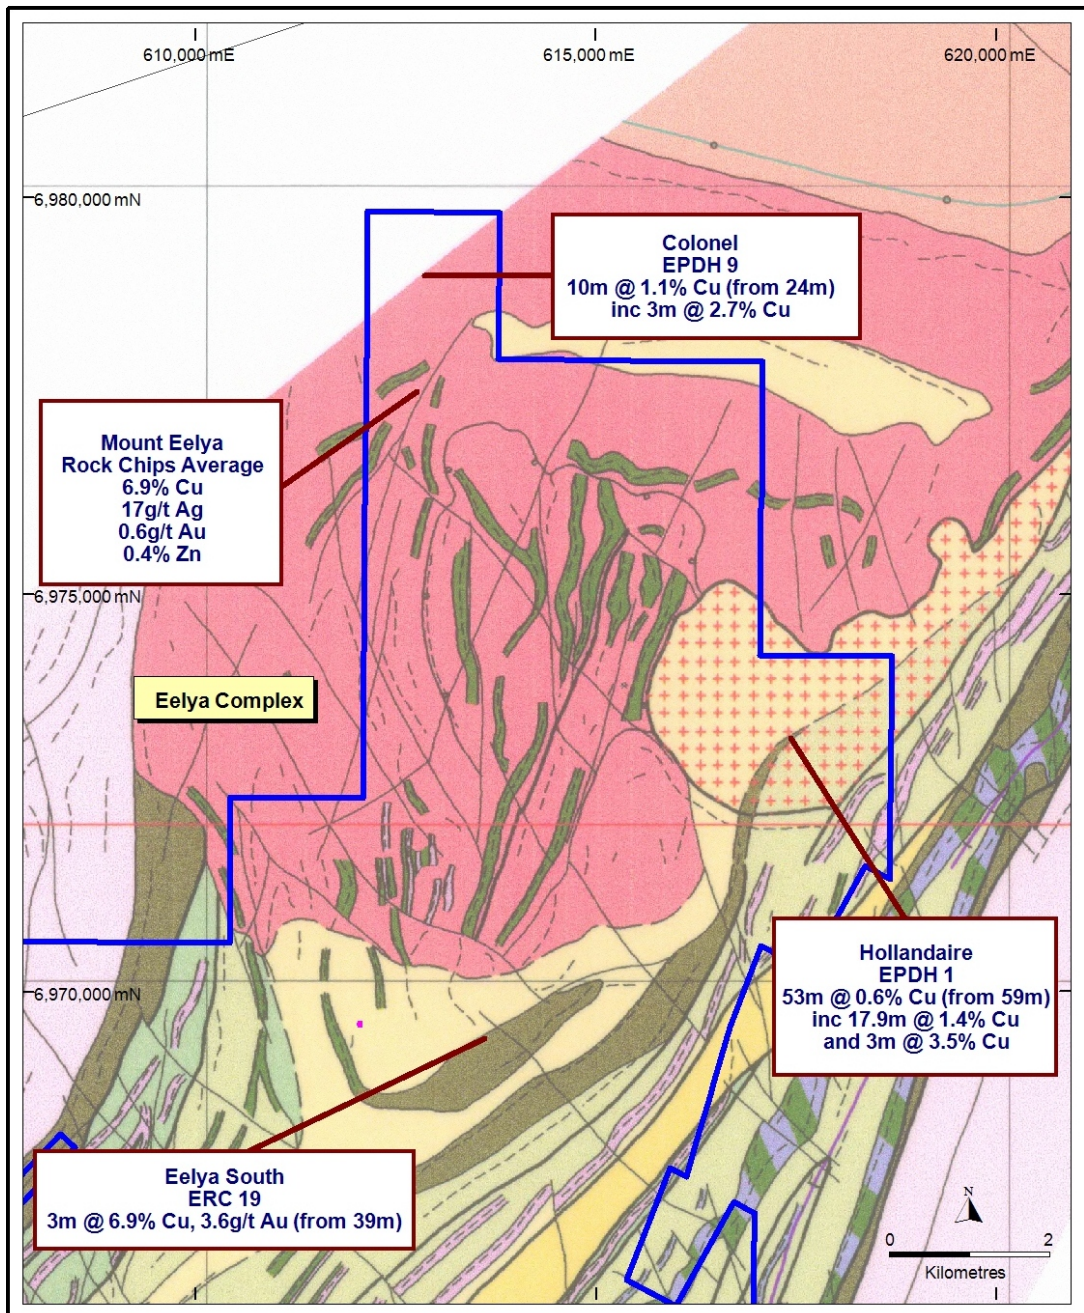 610,000 mE
615,000 mE
620,000 mE
6,980,000 mN
Colonel
EPDH 9
10m @ 1.1% Cu (from 24m)
inc 3m @ 2.7% Cu
Mount Eelya
Rock Chips Average
6.9% Cu
17g/t Ag
0.6g/t Au
0.4% Zn
6,975,000 mN
Eelya Complex
Hollandaire
EPDH 1
53m @ 0.6% Cu (from 59m)
inc 17.9m @ 1.4% Cu
and 3m @ 3.5% Cu
6,970,000 mN
Eelya South
ERC 19
3m @ 6.9% Cu, 3.6g/t Au (from 39m)
N
0 2
Kilometres